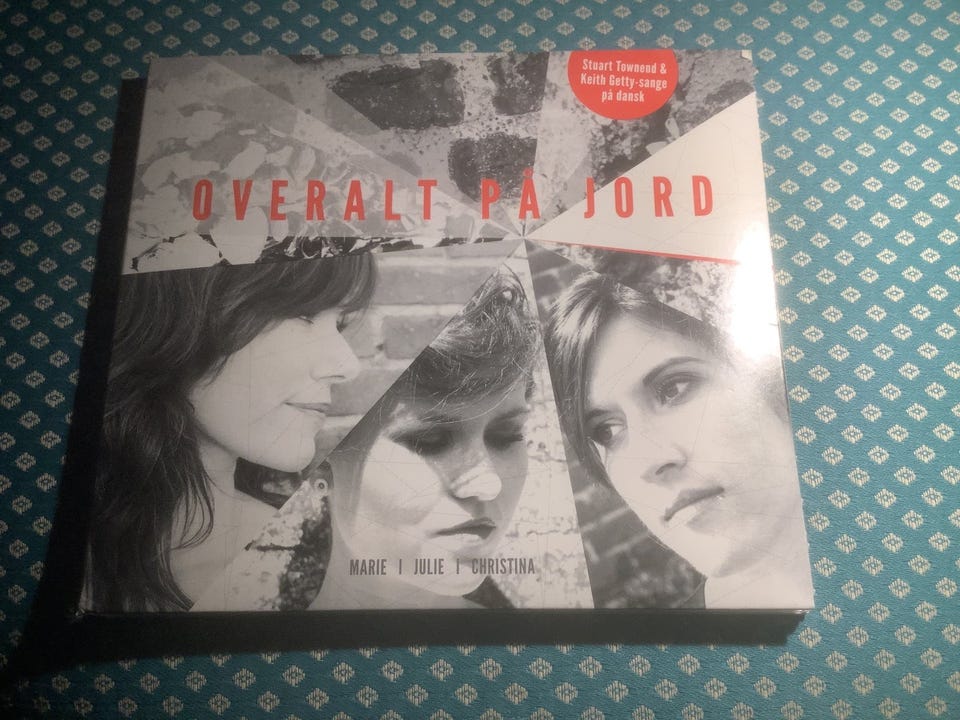 Stuart Townend &
Keith Getty-sange
på dansk
OVERALT PÅ JORD
MARIE | JULIE | CHRISTINA